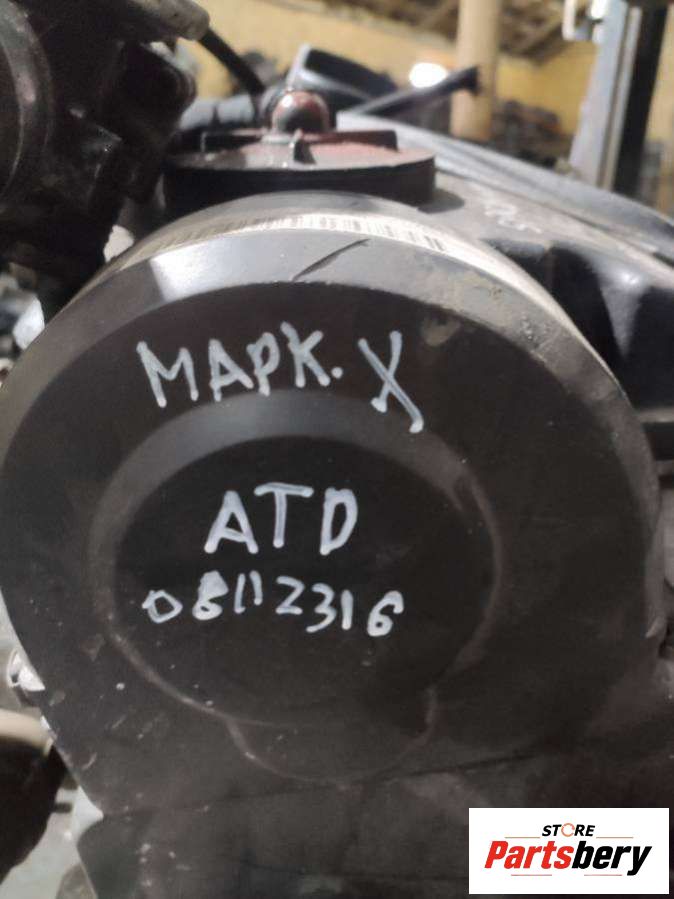 МАРК. X
ATD
08112316
STORE
Partsbery